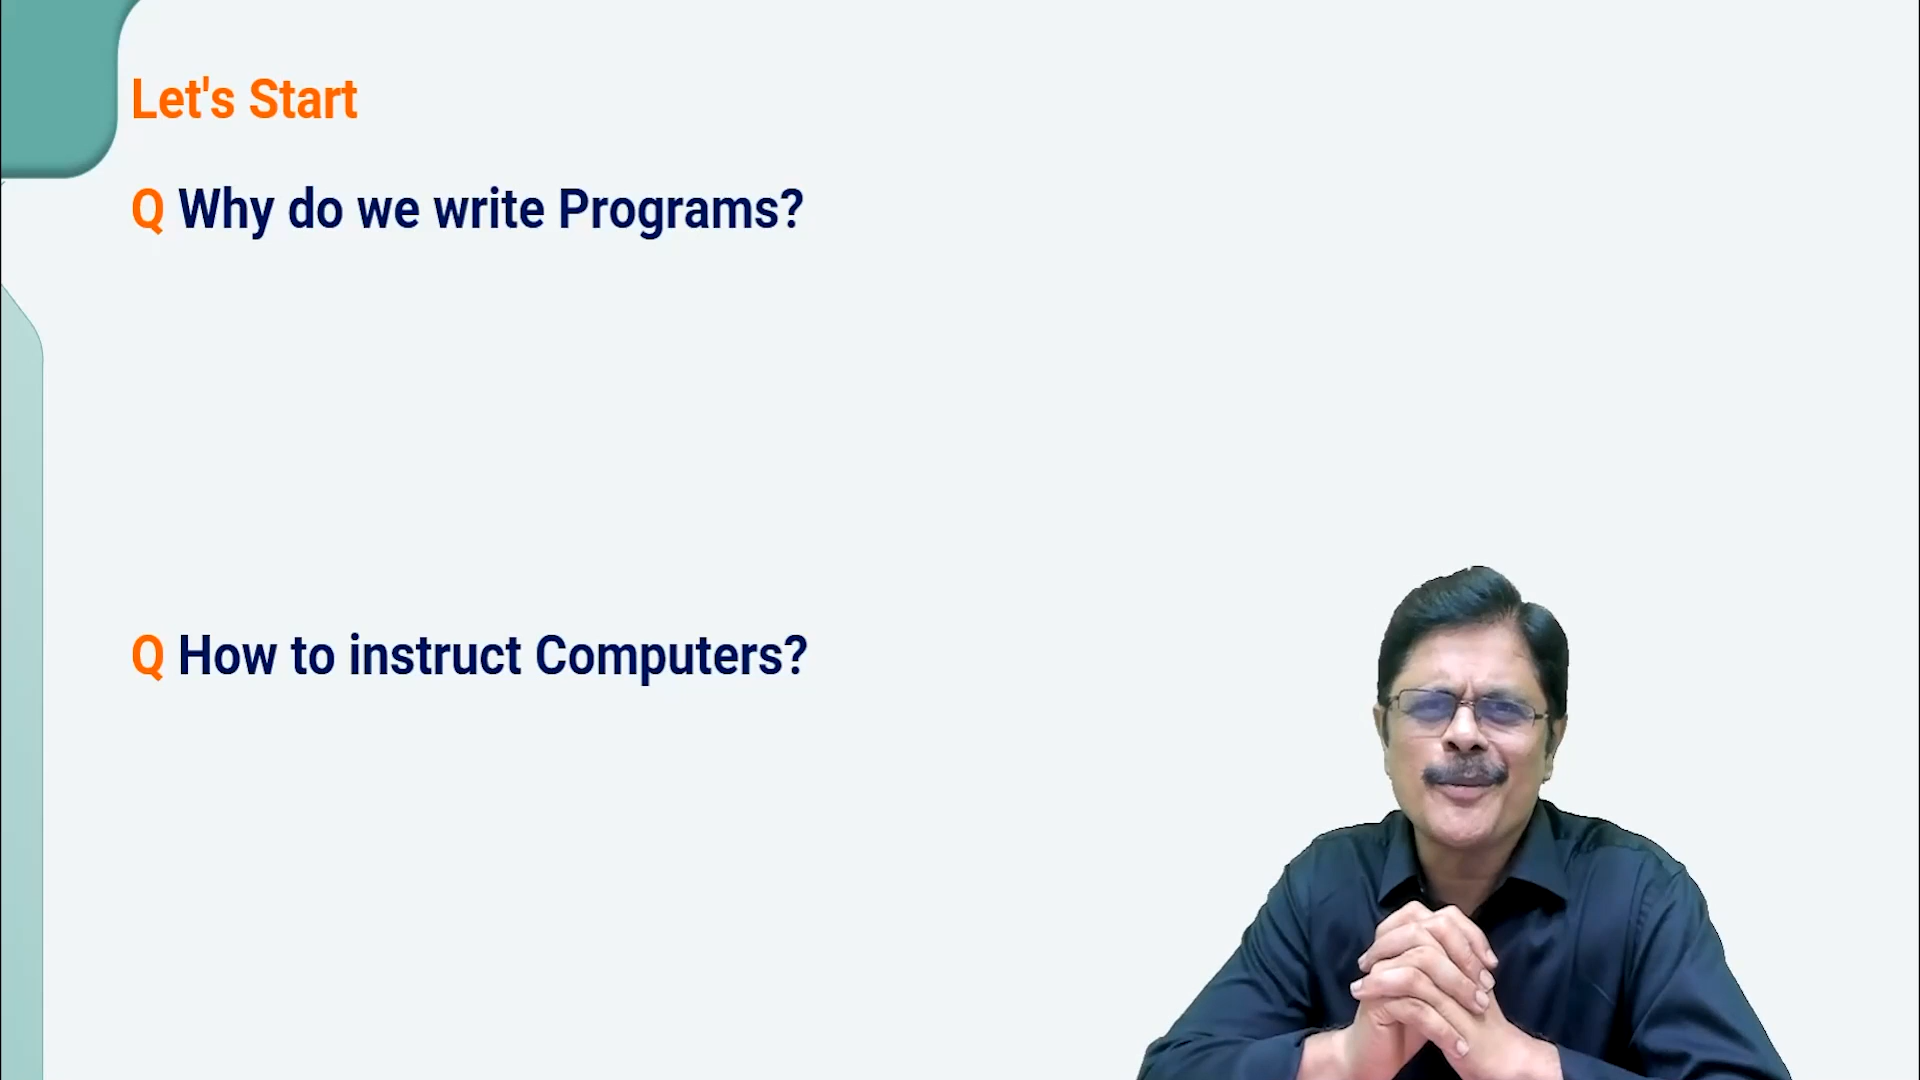 Let's Start
Q Why do we write Programs?
Q How to instruct Computers?